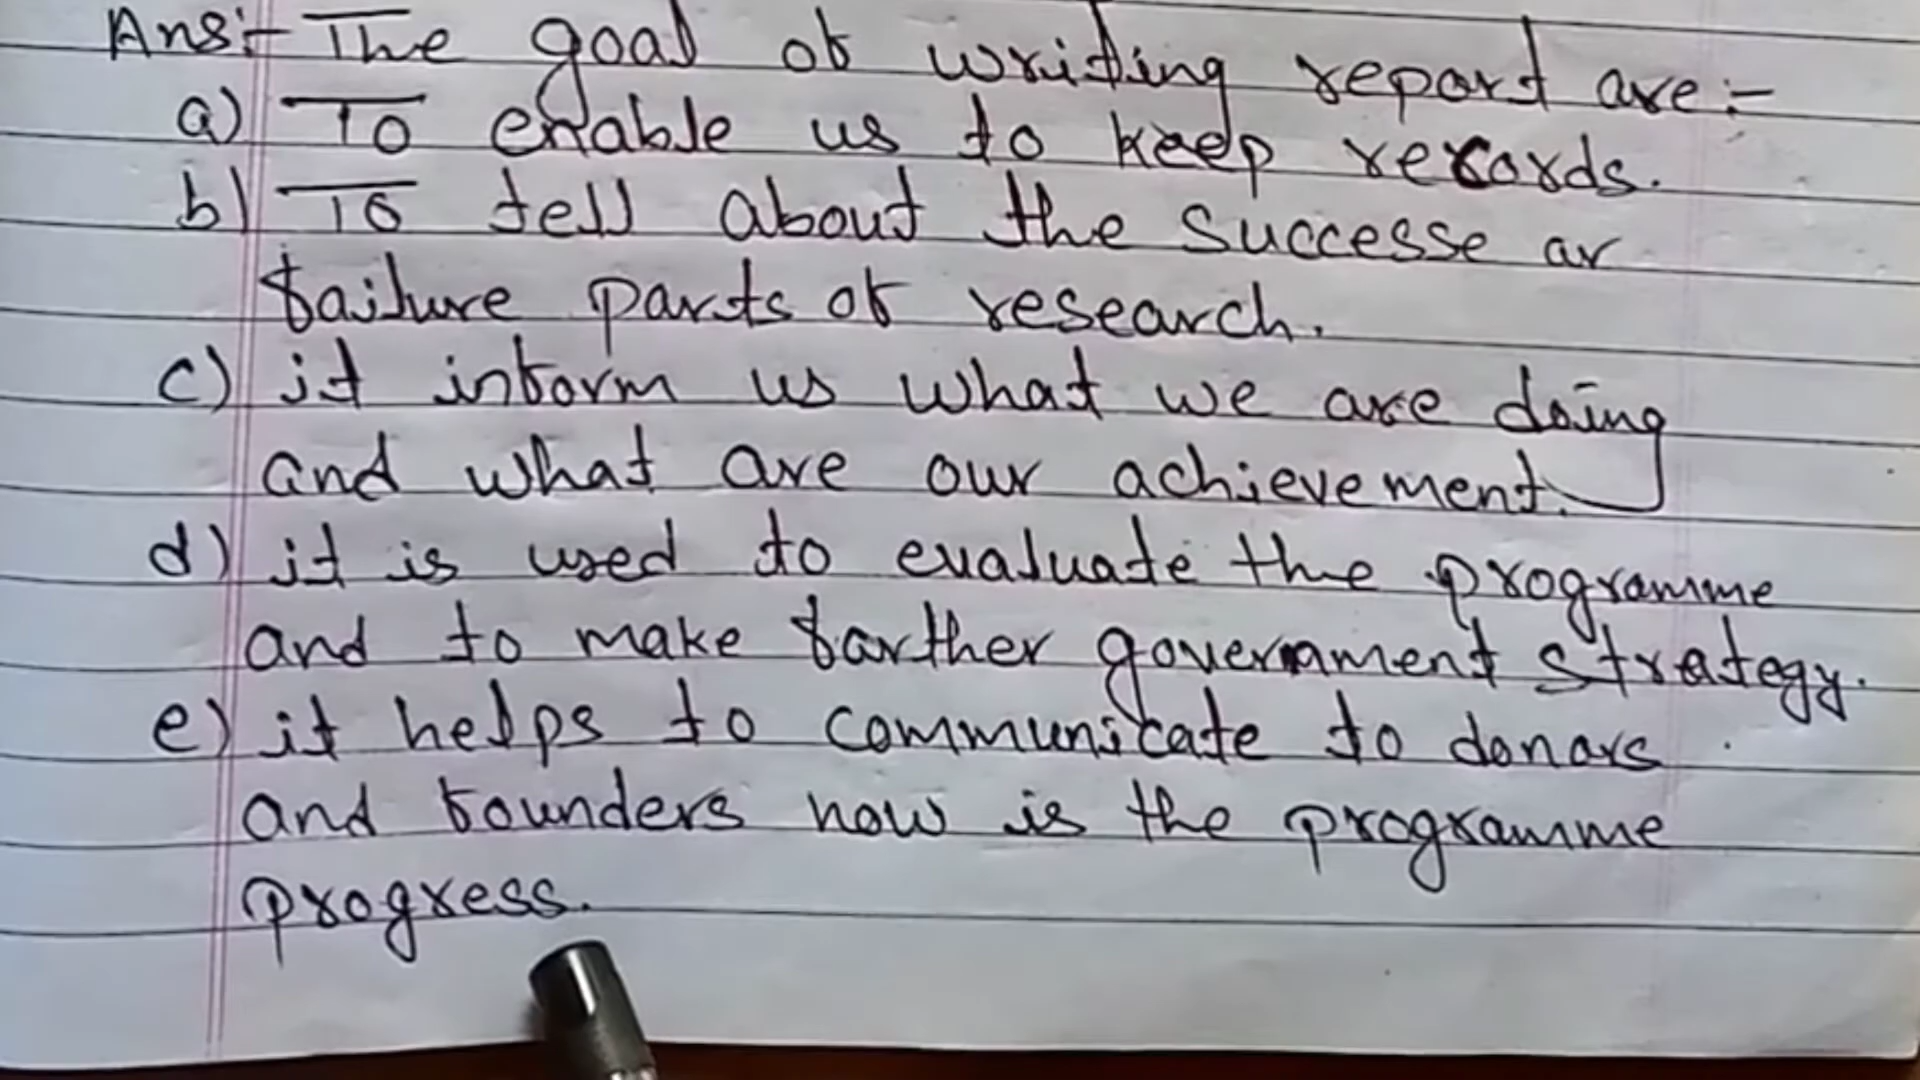 Ans:- The goal of writing report are:-
a) To enable us to keep records.
b) To tell about the successe or
failure parts of research.
c) it inform us what we are doing
and what are our achievement.
d) it is used to evaluate the programme
and to make farther government strategy.
e) it helps to communicate to donors
and founders how is the programme
progress.